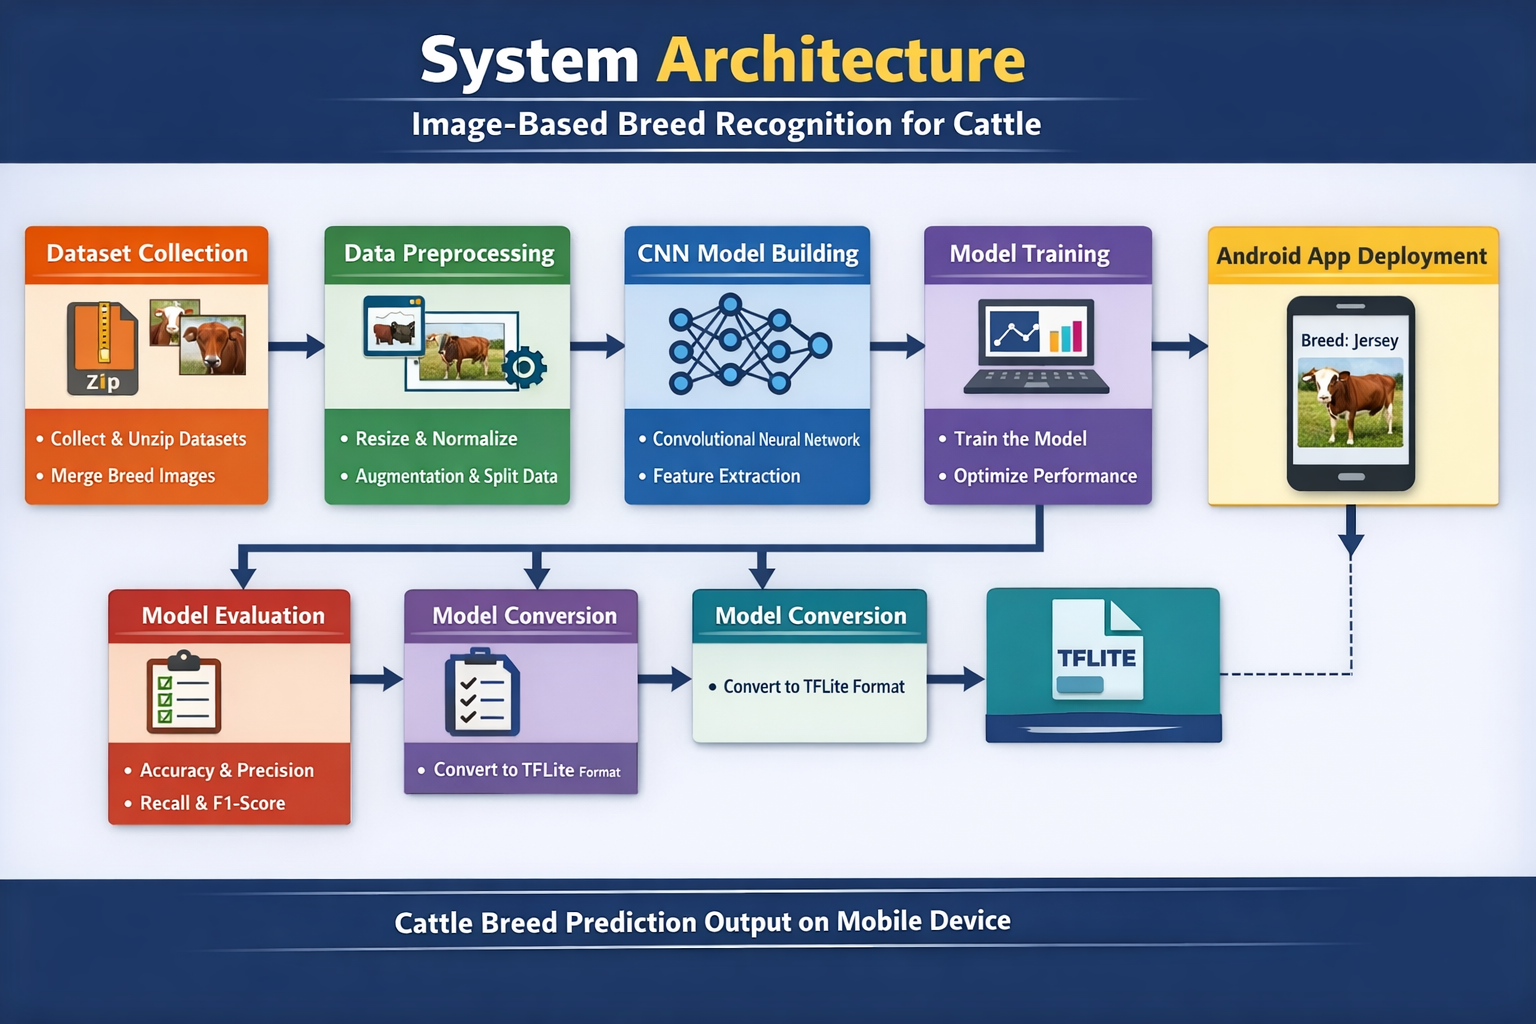 System Architecture
Image-Based Breed Recognition for Cattle
Dataset Collection
Zip
• Collect & Unzip Datasets
• Merge Breed Images
Data Preprocessing
• Resize & Normalize
• Augmentation & Split Data
CNN Model Building
• Convolutional Neural Network
• Feature Extraction
Model Training
• Train the Model
• Optimize Performance
Android App Deployment
Breed: Jersey
Model Evaluation
• Accuracy & Precision
• Recall & F1-Score
Model Conversion
• Convert to TFLite Format
Model Conversion
• Convert to TFLite Format
TFLITE
Cattle Breed Prediction Output on Mobile Device